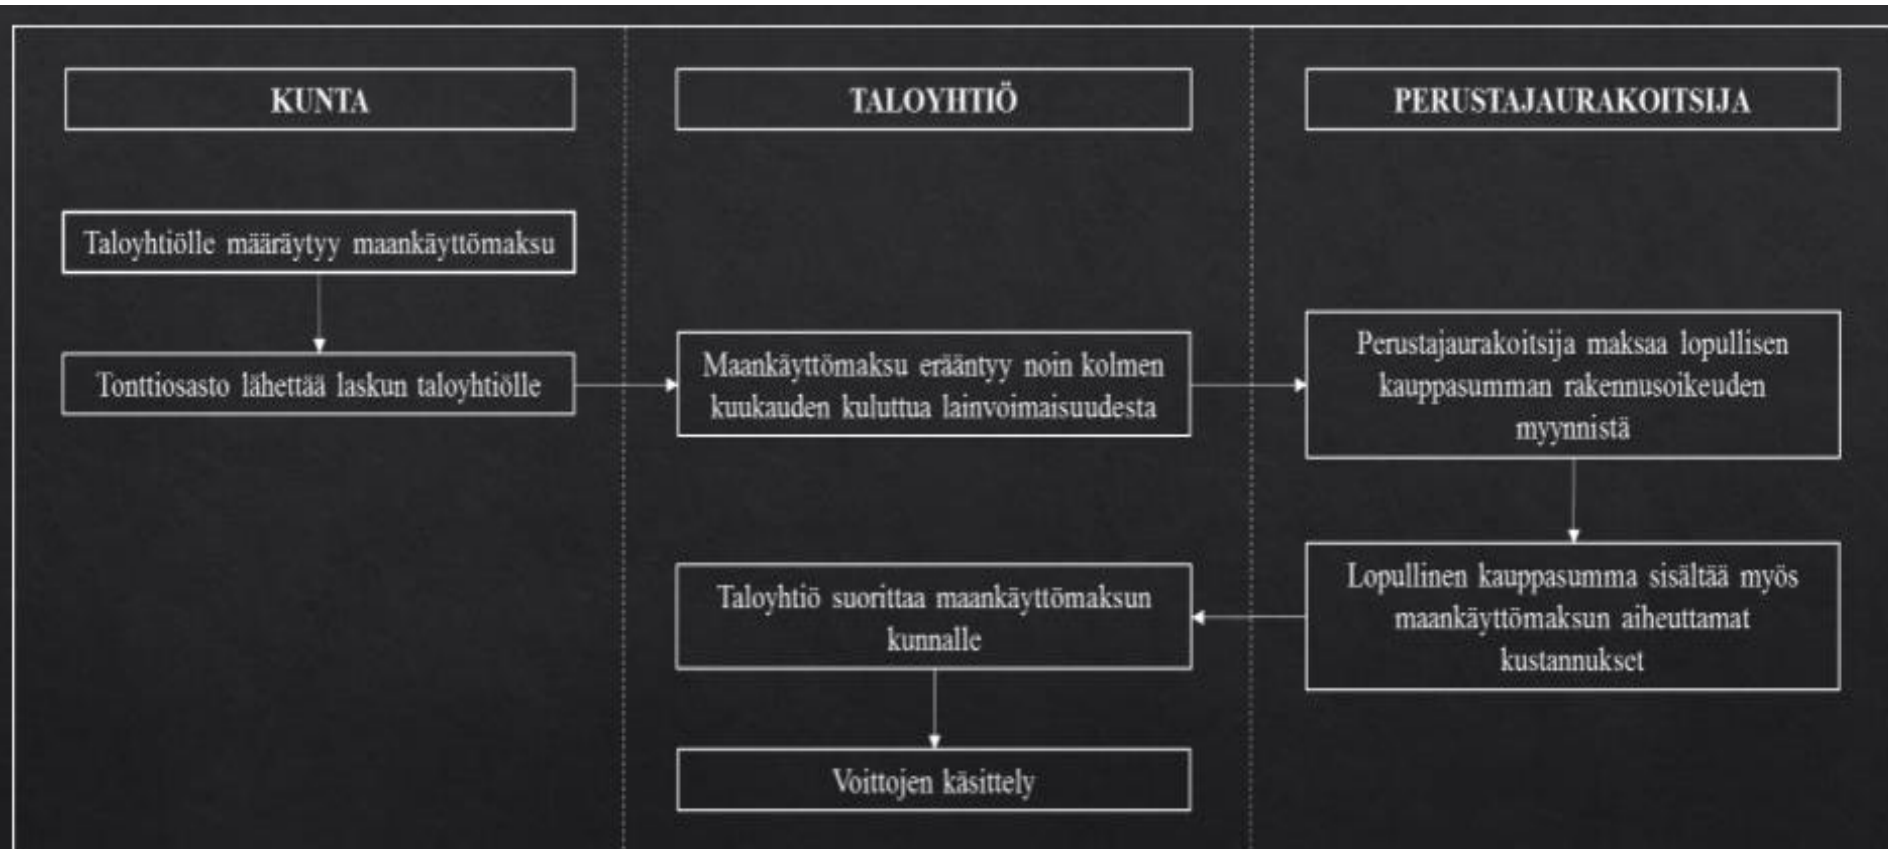 KUNTA
TALOYHTIÖ
PERUSTAJAURAKOITSIJA
Taloyhtiölle määräytyy maankäyttömaksu
Tonttiosasto lähettää laskun taloyhtiölle
Maankäyttömaksu erääntyy noin kolmen
kuukauden kuluttua lainvoimaisuudesta
Perustajaurakoitsija maksaa lopullisen
kauppasumman rakennusoikeuden
myynnistä
Lopullinen kauppasumma sisältää myös
maankäyttömaksun aiheuttamat
kustannukset
Taloyhtiö suorittaa maankäyttömaksun
kunnalle
Voittojen käsittely